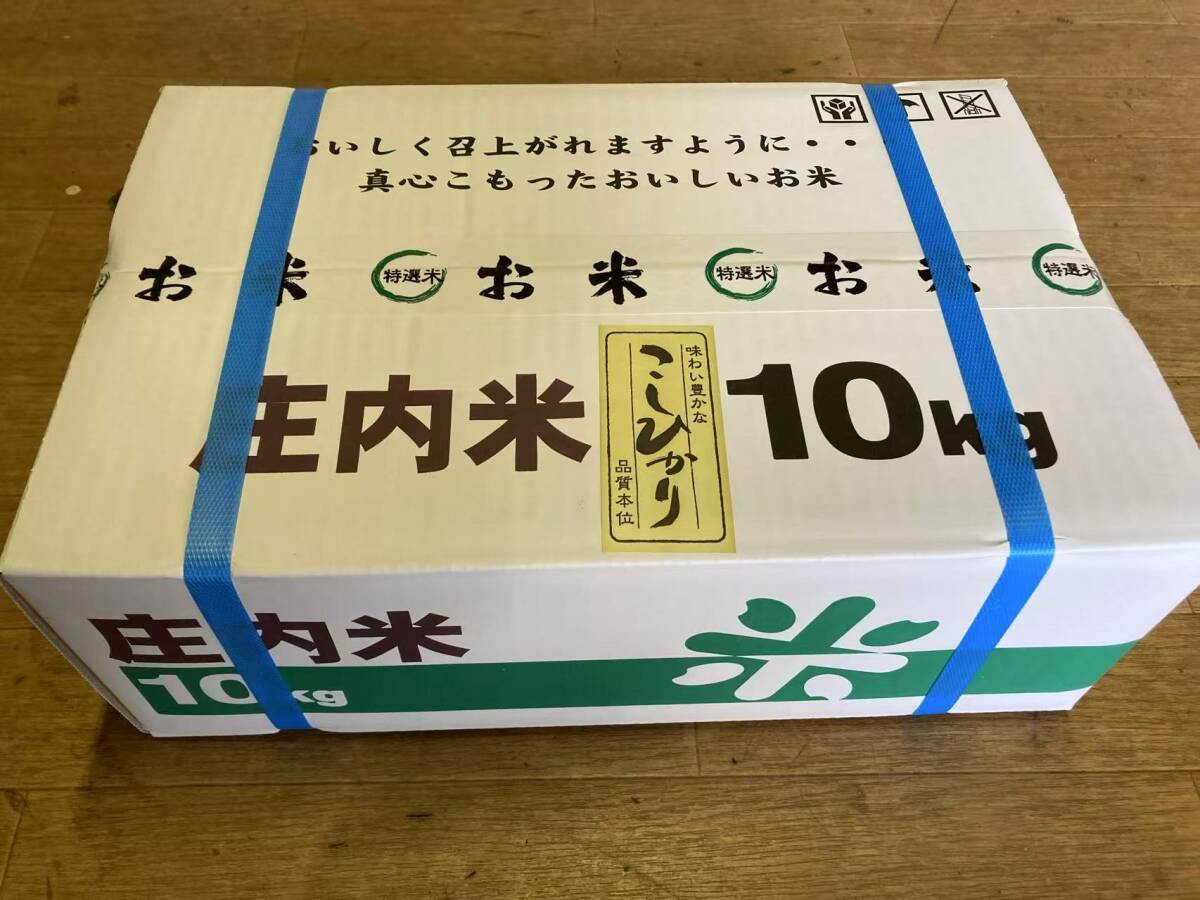 おいしく召上がれますように・・
真心こもったおいしいお米
お米 特選米 お米 特選米 お米 特選米
庄内米
味わい豊かな
こしひかり
品質本位
10kg
庄内米
10kg
米